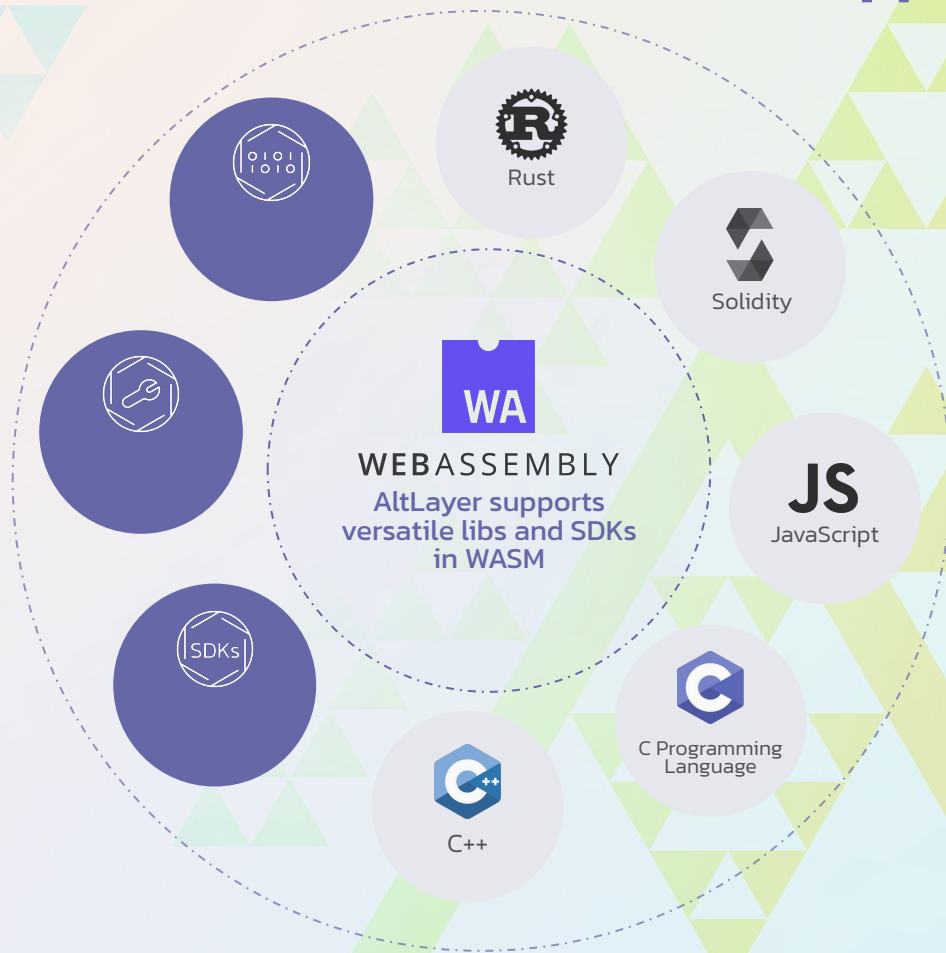 0101
1010
Rust
Solidity
WA
WEBASSEMBLY
AltLayer supports
versatile libs and SDKs
in WASM
JS
JavaScript
SDKs
C
C Programming
Language
C++
C++